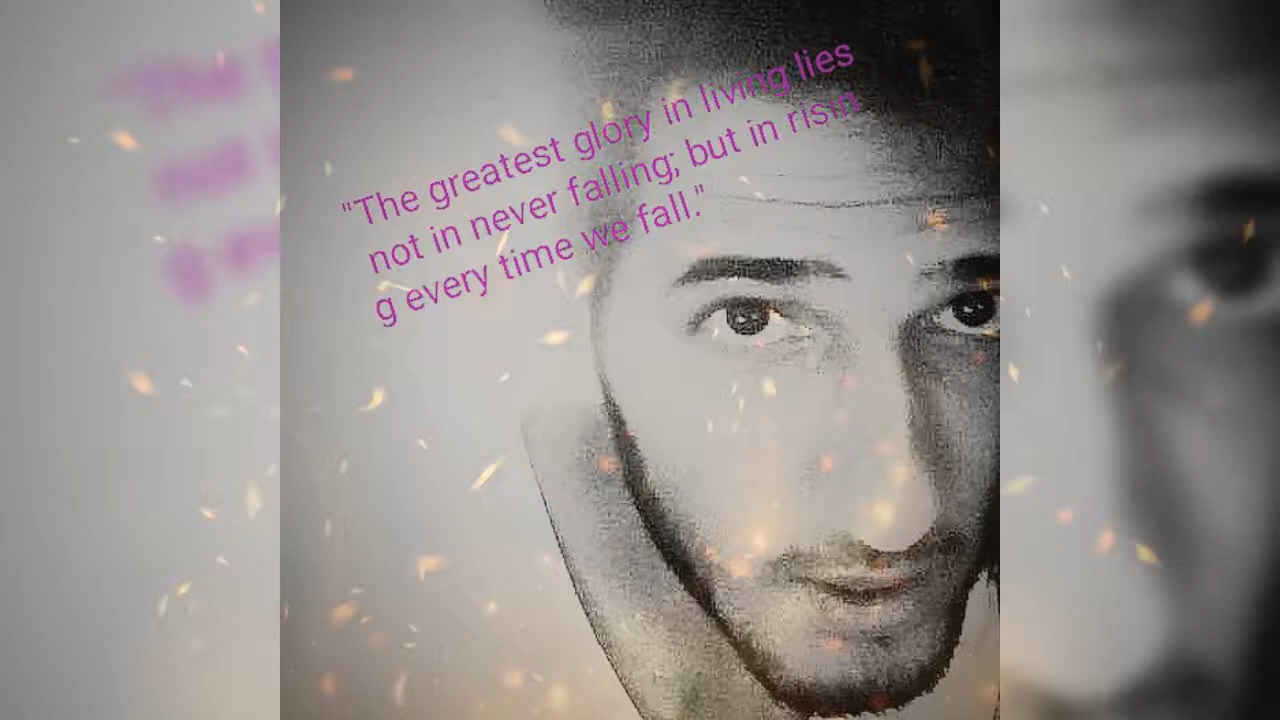 "The greatest glory in living lies
not in never falling; but in risin
g every time we fall."